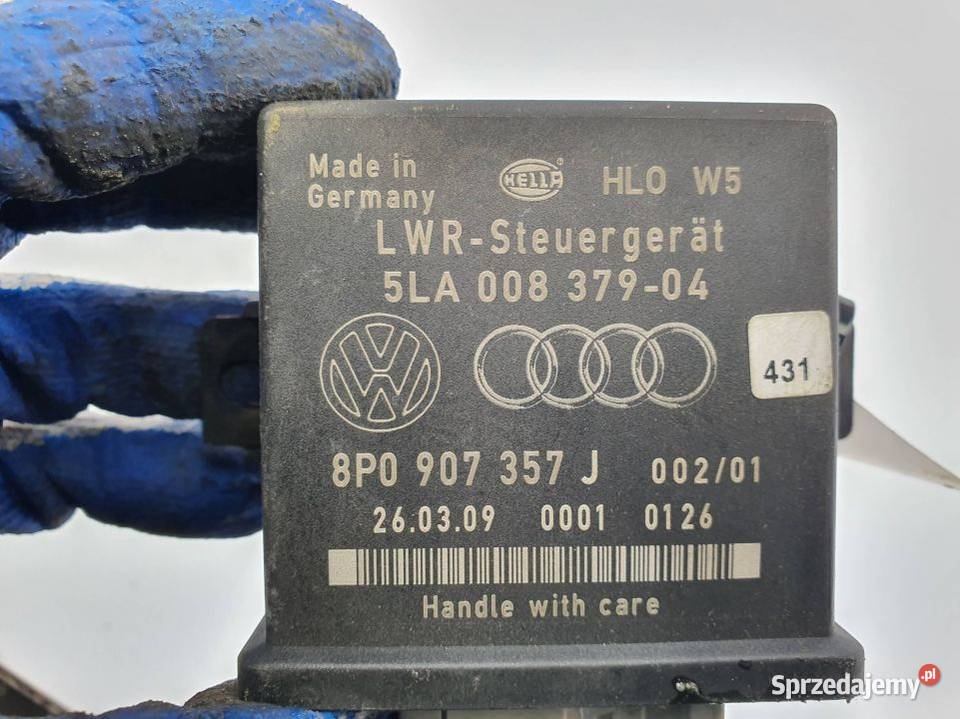 Made in
Germany
HELLA ® HLO W5
LWR-Steuergerät
5LA 008 379-04
VW
431
8P0 907 357 J 002/01
26.03.09 0001 0126
Handle with care
Sprzedajemy.pl